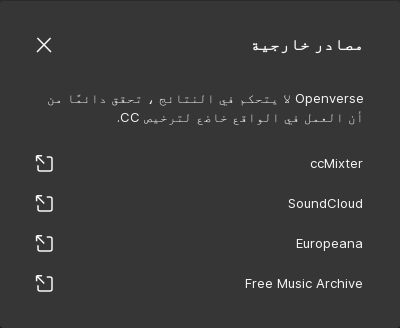 مصادر خارجية
Openverse لا يتحكم في النتائج ، تحقق دائمًا من
أن العمل في الواقع خاضع لترخيص CC.
ccMixter
SoundCloud
Europeana
Free Music Archive